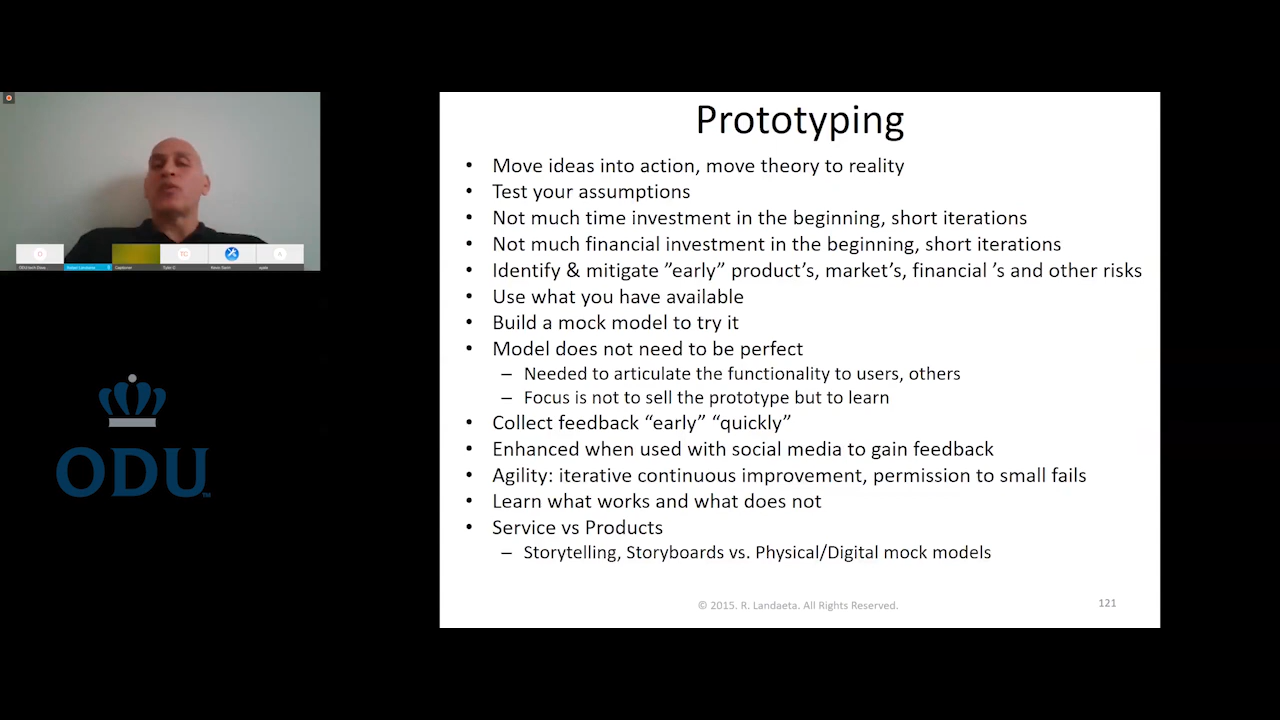 Prototyping
• Move ideas into action, move theory to reality
• Test your assumptions
• Not much time investment in the beginning, short iterations
• Not much financial investment in the beginning, short iterations
• Identify & mitigate ”early” product’s, market’s, financial ’s and other risks
• Use what you have available
• Build a mock model to try it
• Model does not need to be perfect
– Needed to articulate the functionality to users, others
– Focus is not to sell the prototype but to learn
• Collect feedback “early” “quickly”
• Enhanced when used with social media to gain feedback
• Agility: iterative continuous improvement, permission to small fails
• Learn what works and what does not
• Service vs Products
– Storytelling, Storyboards vs. Physical/Digital mock models
© 2015. R. Landaeta. All Rights Reserved.
121
TC
Tyler C
ODU™